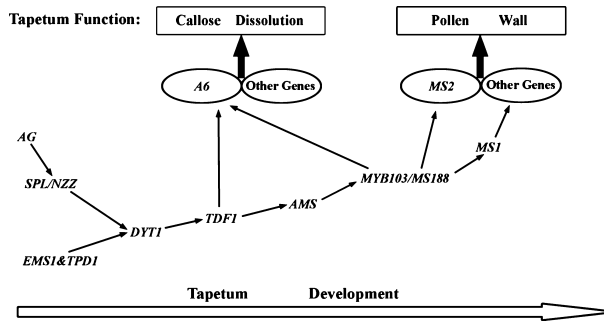 Tapetum Function:
Callose Dissolution
Pollen Wall
A6
Other Genes
MS2
Other Genes
AG
MS1
SPL/NZZ
MYB103/MS188
AMS
TDF1
DYT1
EMS1&TPD1
Tapetum Development